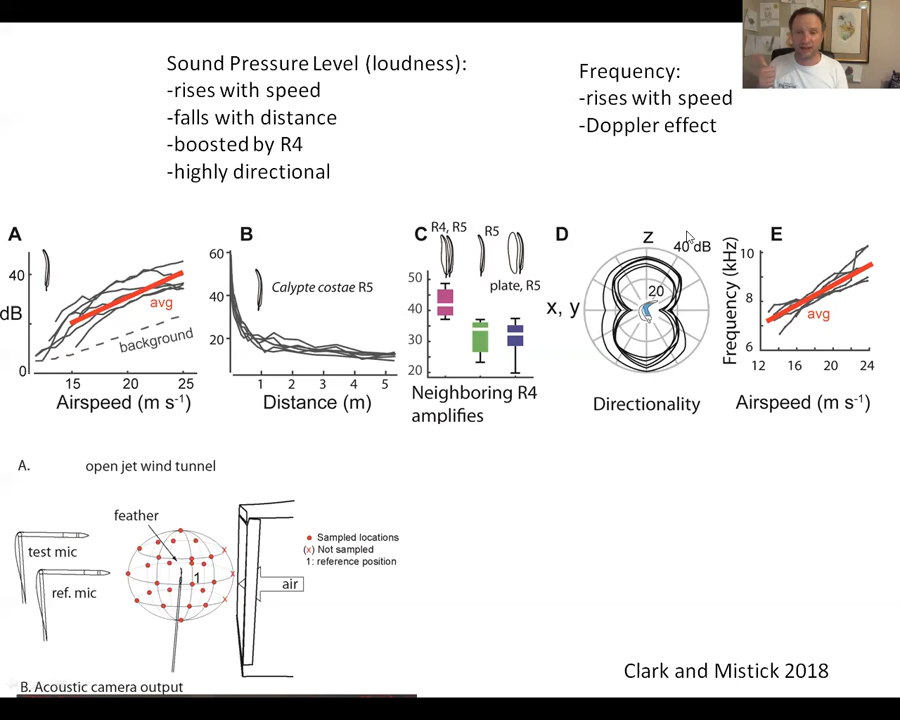 Sound Pressure Level (loudness):
-rises with speed
-falls with distance
-boosted by R4
-highly directional
Frequency:
-rises with speed
-Doppler effect
A
40
dB
0
avg
background
15
20
25
Airspeed (m s⁻¹)
B
60
40
20
Calypte costae R5
1
2
3
4
5
Distance (m)
C
R4, R5
R5
plate, R5
50
40
30
20
Neighboring R4
amplifies
D
Z
40 dB
20
x, y
Directionality
E
Frequency (kHz)
10
8
6
avg
12
16
20
24
Airspeed (m s⁻¹)
A.
open jet wind tunnel
feather
test mic
ref. mic
1
air
Sampled locations
(x) Not sampled
1: reference position
B. Acoustic camera output
Clark and Mistick 2018